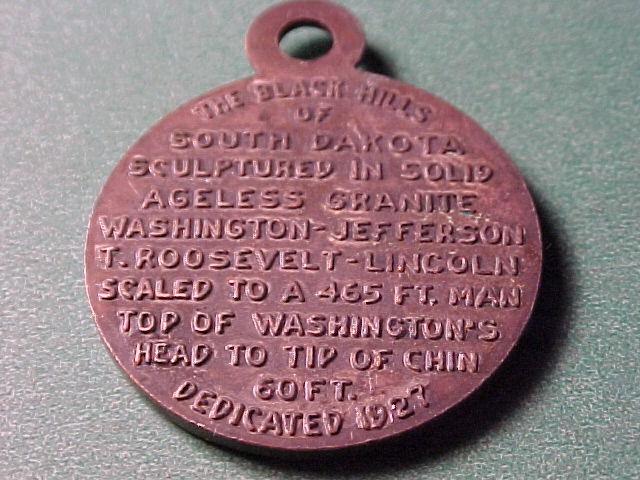 THE BLACK HILLS
OF
SOUTH DAKOTA
SCULPTURED IN SOLID
AGELESS GRANITE
WASHINGTON-JEFFERSON
T. ROOSEVELT-LINCOLN
SCALED TO A 465 FT. MAN
TOP OF WASHINGTON'S
HEAD TO TIP OF CHIN
60 FT.
DEDICATED 1927